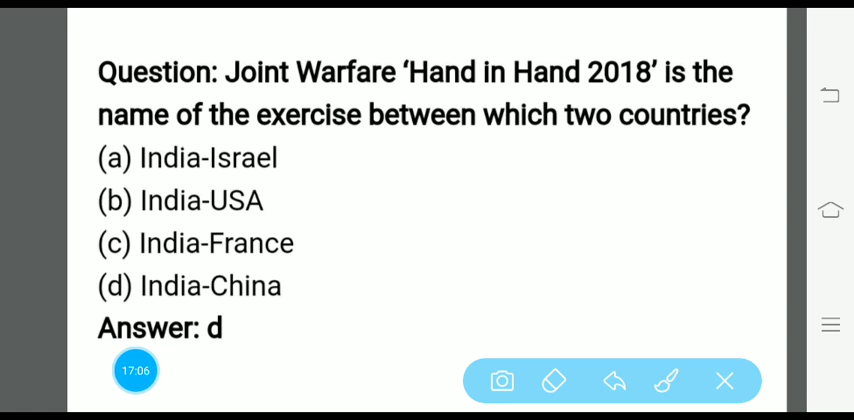 Question: Joint Warfare ‘Hand in Hand 2018’ is the
name of the exercise between which two countries?
(a) India-Israel
(b) India-USA
(c) India-France
(d) India-China
Answer: d
17:06